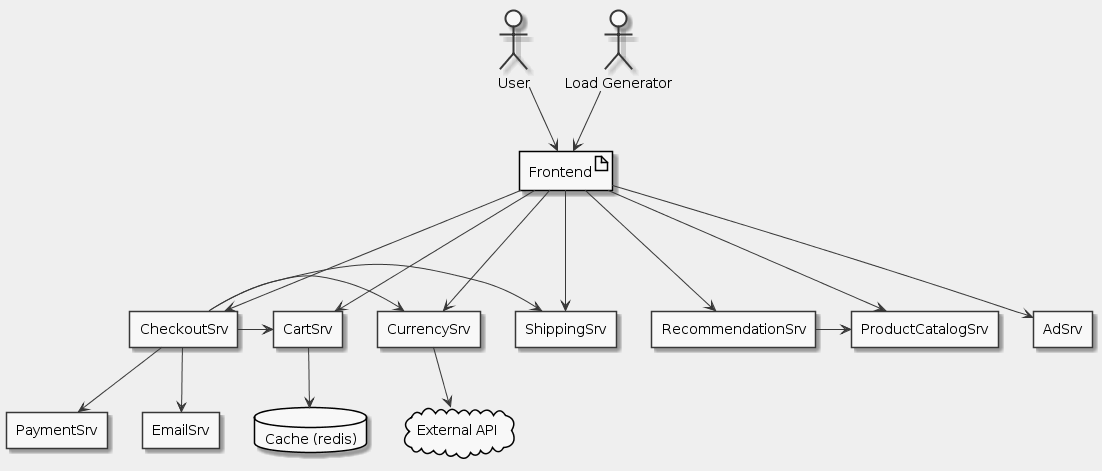 User
Load Generator
Frontend
CheckoutSrv
CartSrv
CurrencySrv
ShippingSrv
RecommendationSrv
ProductCatalogSrv
AdSrv
PaymentSrv
EmailSrv
Cache (redis)
External API